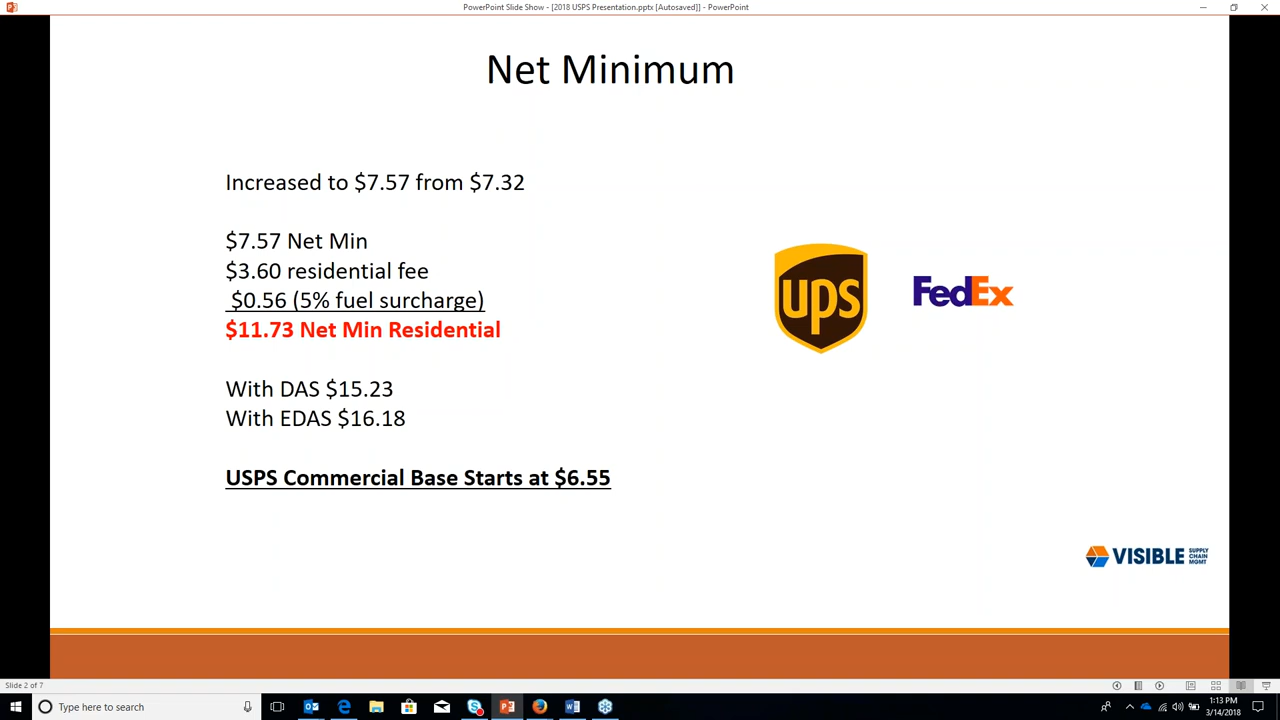 PowerPoint Slide Show - [2018 USPS Presentation.pptx [Autosaved]] - PowerPoint
Net Minimum
Increased to $7.57 from $7.32
$7.57 Net Min
$3.60 residential fee
$0.56 (5% fuel surcharge)
$11.73 Net Min Residential
With DAS $15.23
With EDAS $16.18
USPS Commercial Base Starts at $6.55
ups
FedEx
VISIBLE SUPPLY CHAIN MGMT
Slide 2 of 7
Type here to search
1:13 PM
3/14/2018